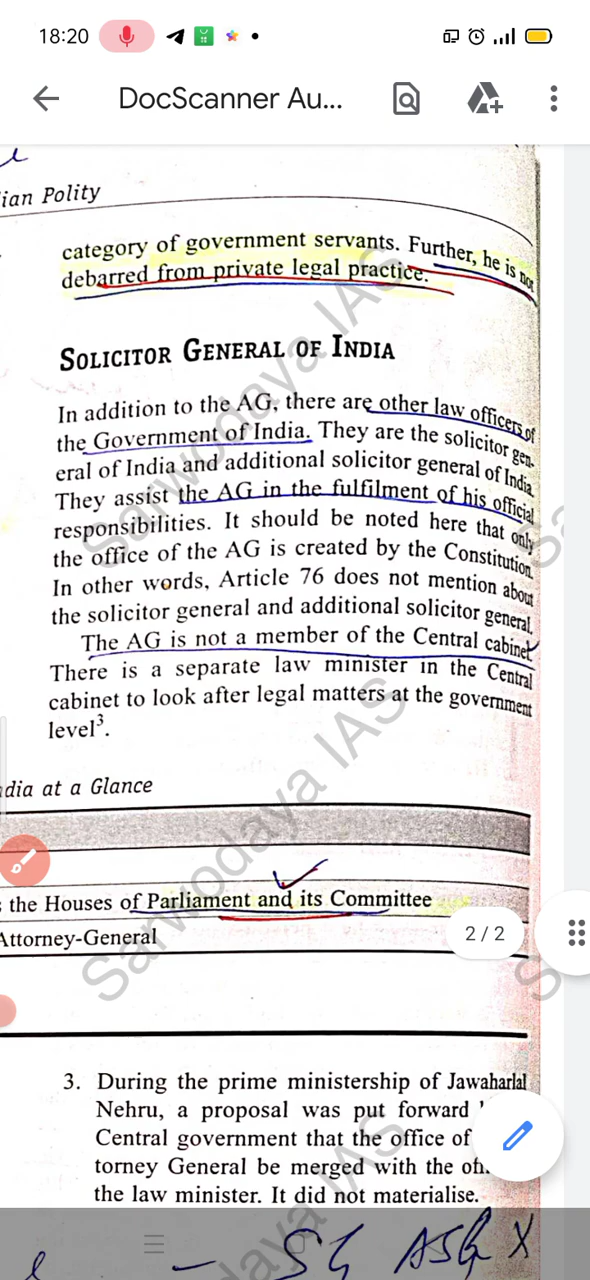 18:20
DocScanner Au...
ian Polity
category of government servants. Further, he is not
debarred from private legal practice.
SOLICITOR GENERAL OF INDIA
In addition to the AG, there are other law officers of
the Government of India. They are the solicitor gen-
eral of India and additional solicitor general of India.
They assist the AG in the fulfilment of his official
responsibilities. It should be noted here that only
the office of the AG is created by the Constitution.
In other words, Article 76 does not mention about
the solicitor general and additional solicitor general.
The AG is not a member of the Central cabinet.
There is a separate law minister in the Central
cabinet to look after legal matters at the government
level³.
dia at a Glance
the Houses of Parliament and its Committee
Attorney-General
2 / 2
3. During the prime ministership of Jawaharlal
Nehru, a proposal was put forward
Central government that the office of
torney General be merged with the
the law minister. It did not materialise.
– SG ASG X
Sarwodaya IAS
Sarwodaya IAS
daya IAS